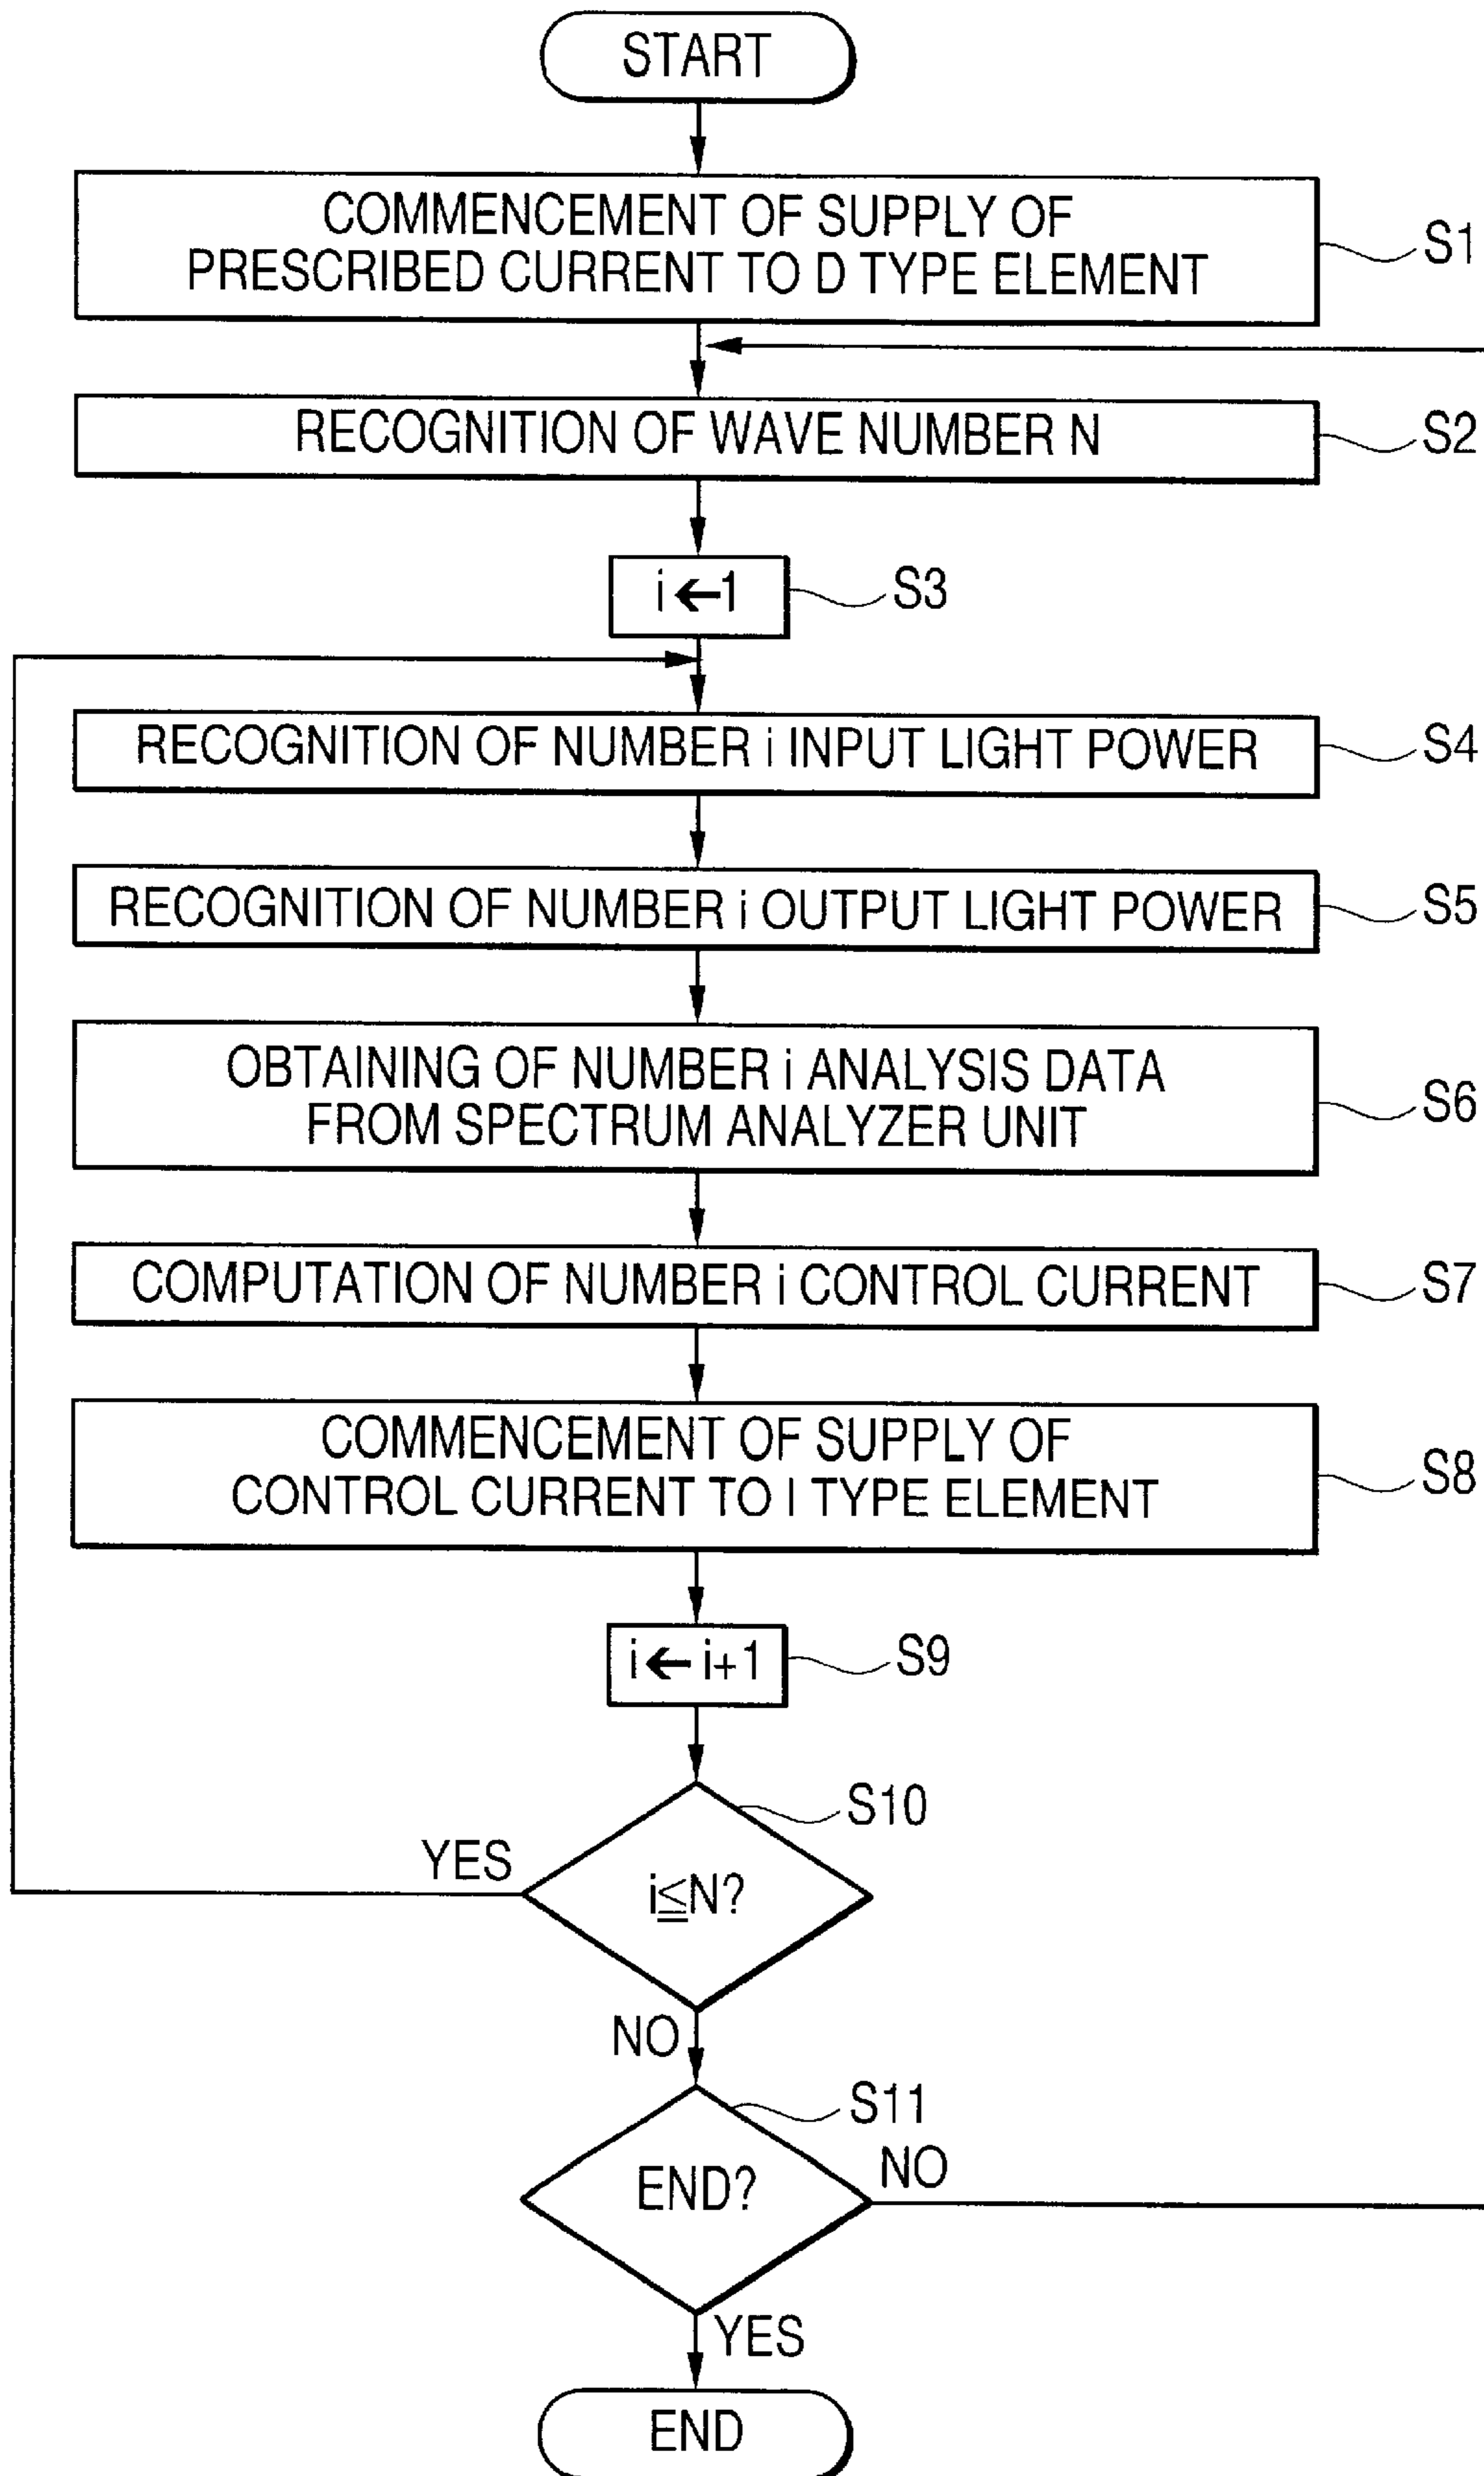 START
COMMENCEMENT OF SUPPLY OF
PRESCRIBED CURRENT TO D TYPE ELEMENT
S1
RECOGNITION OF WAVE NUMBER N
S2
i←1
S3
RECOGNITION OF NUMBER i INPUT LIGHT POWER
S4
RECOGNITION OF NUMBER i OUTPUT LIGHT POWER
S5
OBTAINING OF NUMBER i ANALYSIS DATA
FROM SPECTRUM ANALYZER UNIT
S6
COMPUTATION OF NUMBER i CONTROL CURRENT
S7
COMMENCEMENT OF SUPPLY OF
CONTROL CURRENT TO I TYPE ELEMENT
S8
i← i+1
S9
S10
YES
i≦N?
NO
S11
END?
NO
YES
END